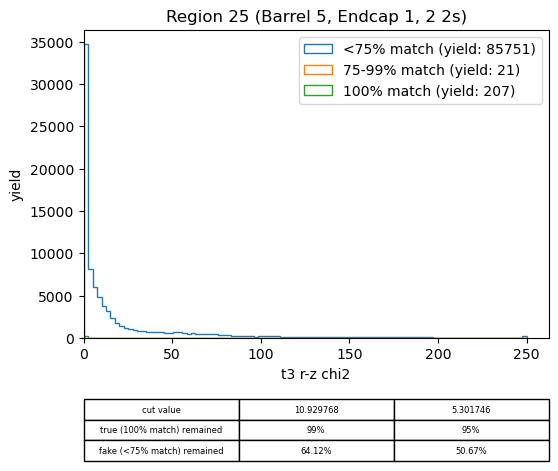 Region 25 (Barrel 5, Endcap 1, 2 2s)
35000
30000
25000
20000
15000
10000
5000
0
yield
<75% match (yield: 85751)
75-99% match (yield: 21)
100% match (yield: 207)
0 50 100 150 200 250
t3 r-z chi2
cut value 10.929768 5.301746
true (100% match) remained 99% 95%
fake (<75% match) remained 64.12% 50.67%